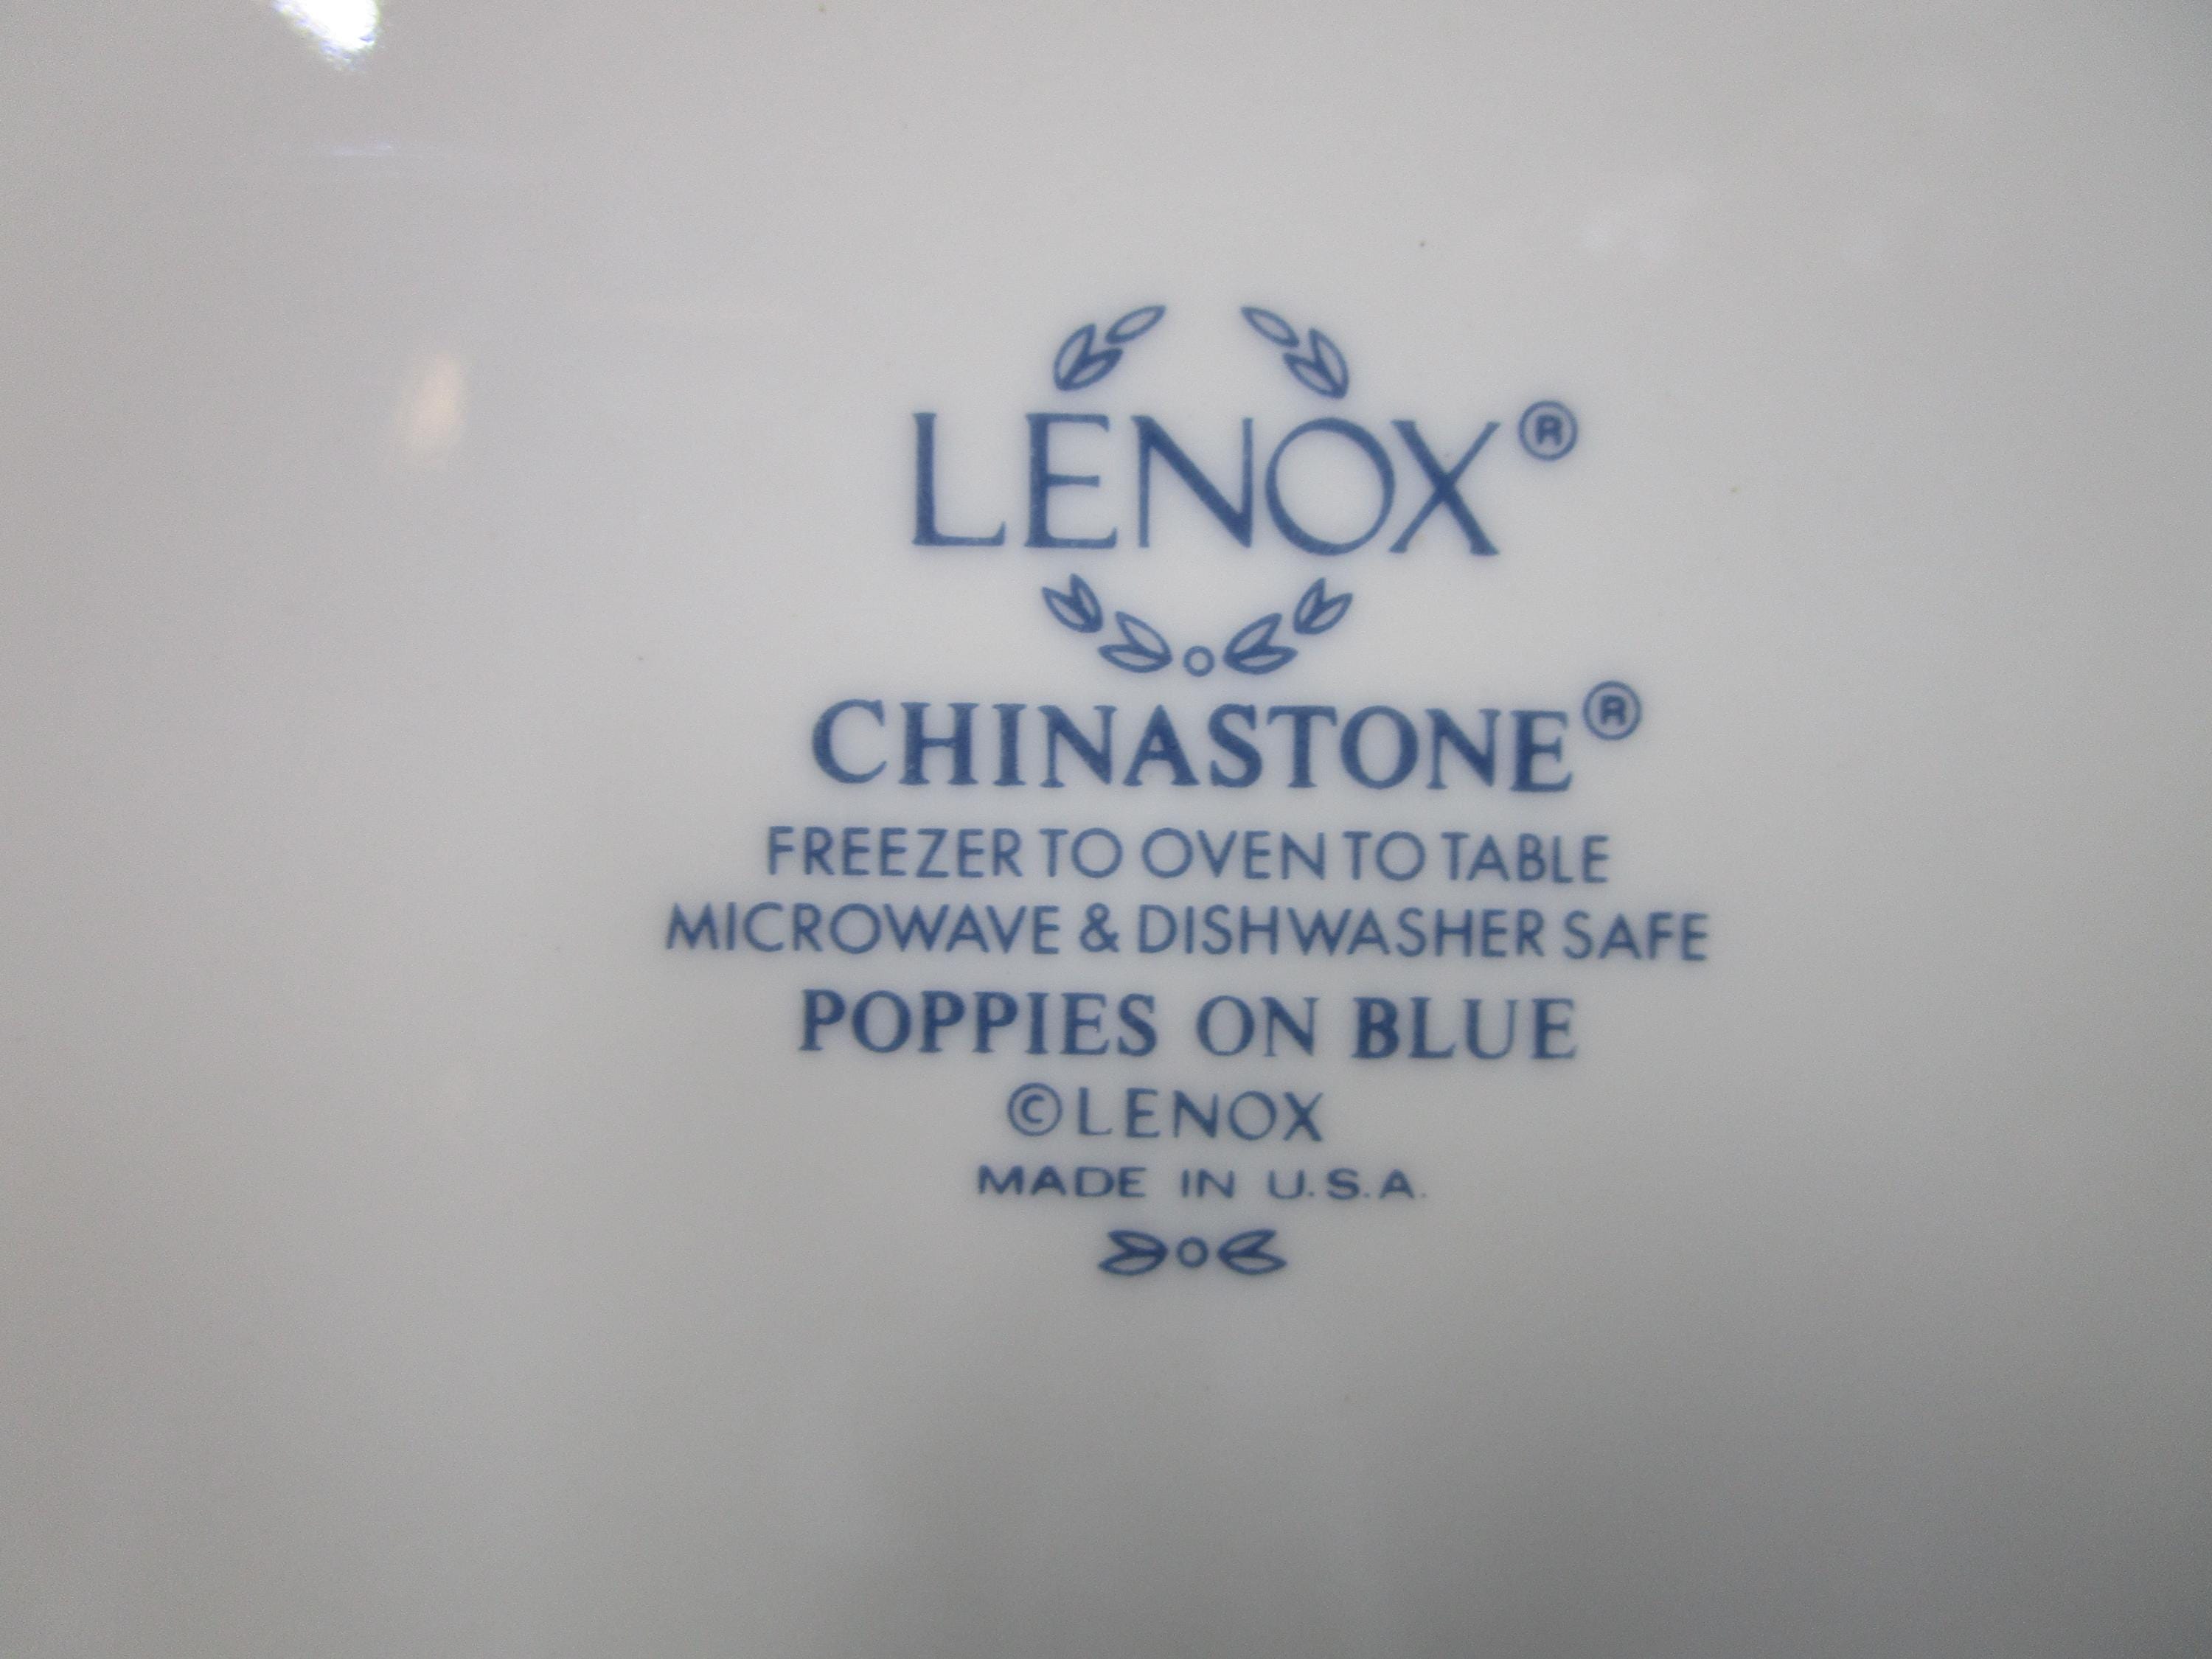 LENOX®
CHINASTONE®
FREEZER TO OVEN TO TABLE
MICROWAVE & DISHWASHER SAFE
POPPIES ON BLUE
©LENOX
MADE IN U.S.A.